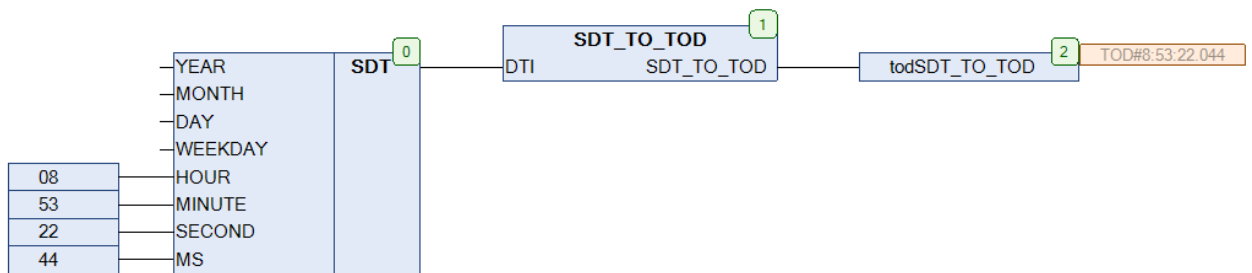 SDT_TO_TOD
1
0
2
TOD#8:53:22.044
YEAR
SDT
DTI
SDT_TO_TOD
todSDT_TO_TOD
MONTH
DAY
WEEKDAY
08
HOUR
53
MINUTE
22
SECOND
44
MS